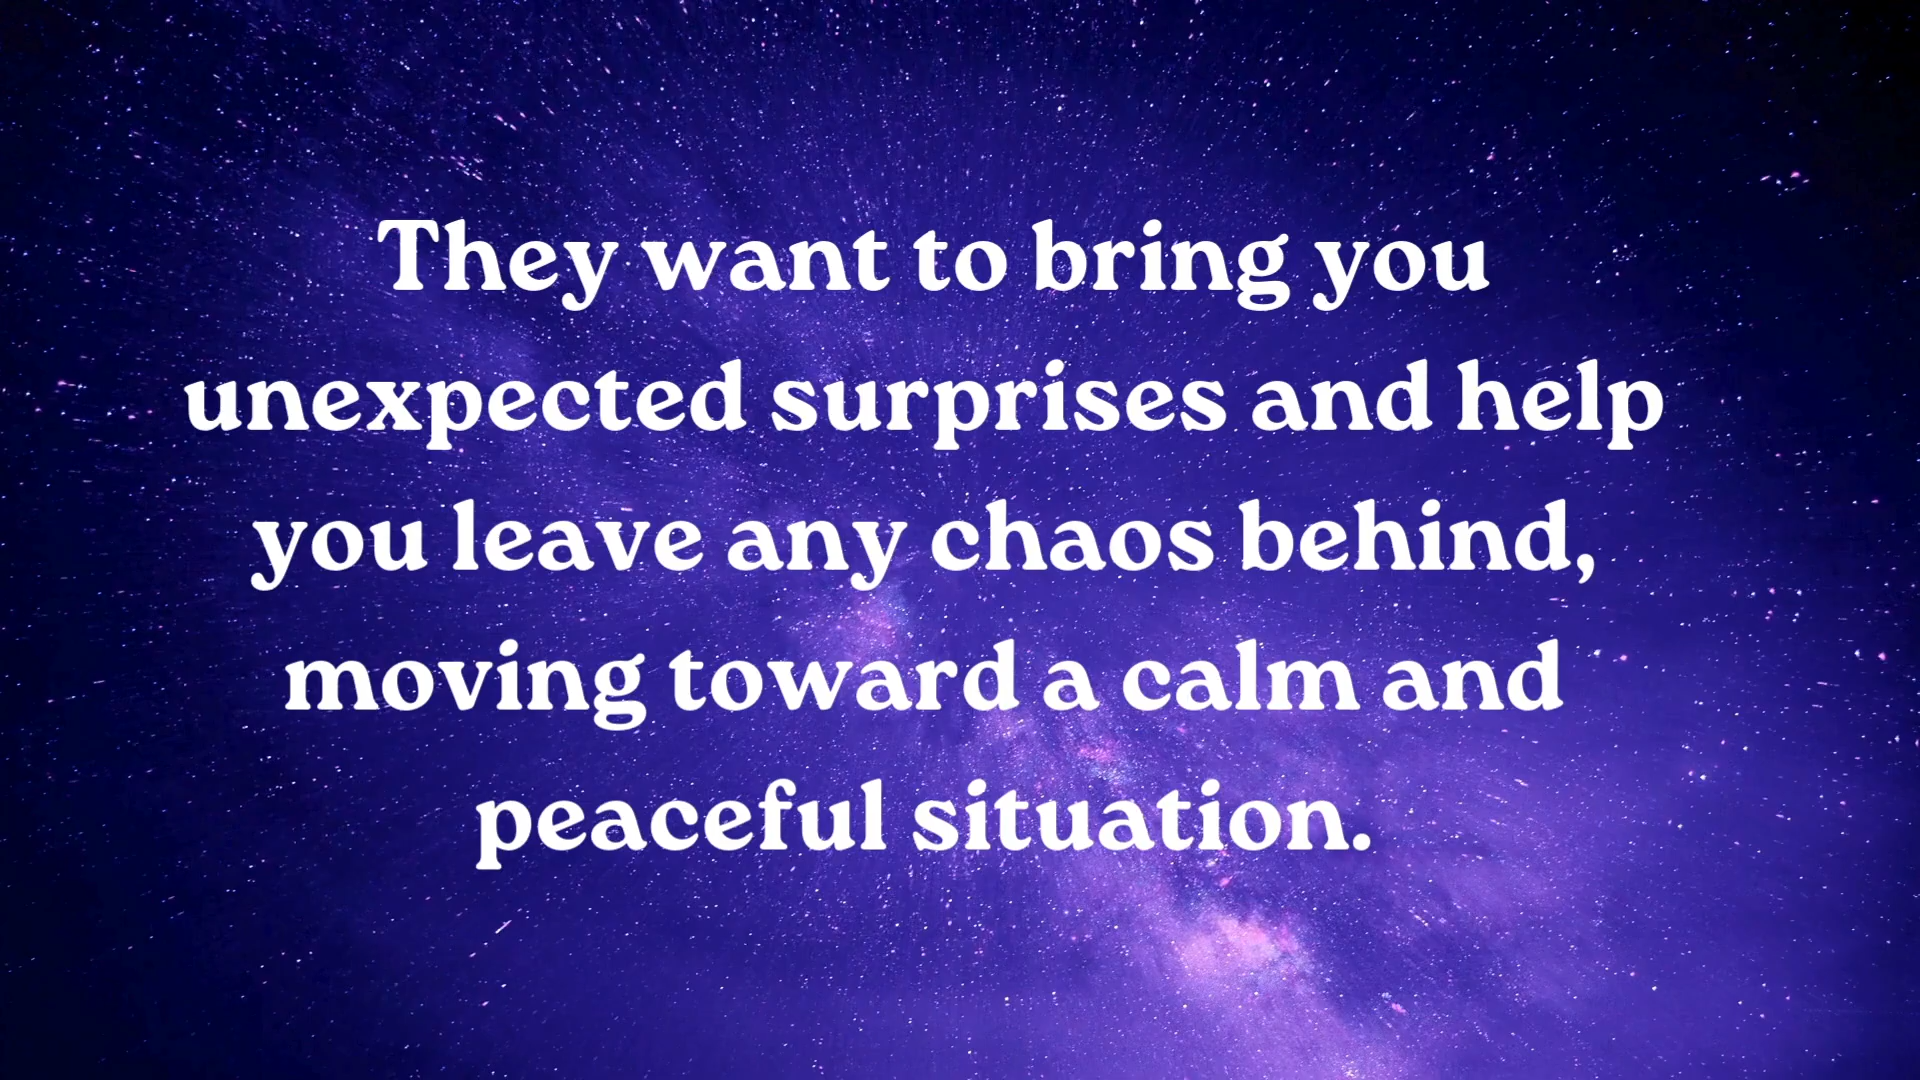 They want to bring you
unexpected surprises and help
you leave any chaos behind,
moving toward a calm and
peaceful situation.